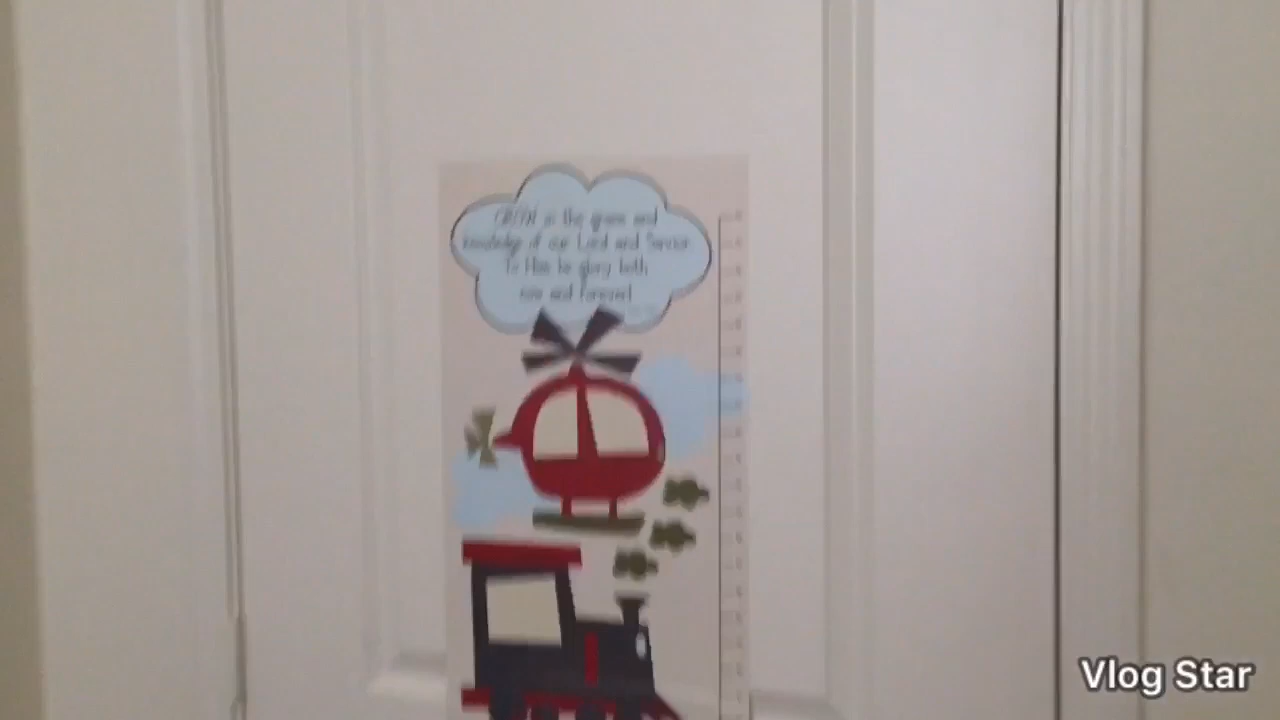 GROW in the grace and
knowledge of our Lord and Savior.
To Him be glory both
now and forever!
Vlog Star